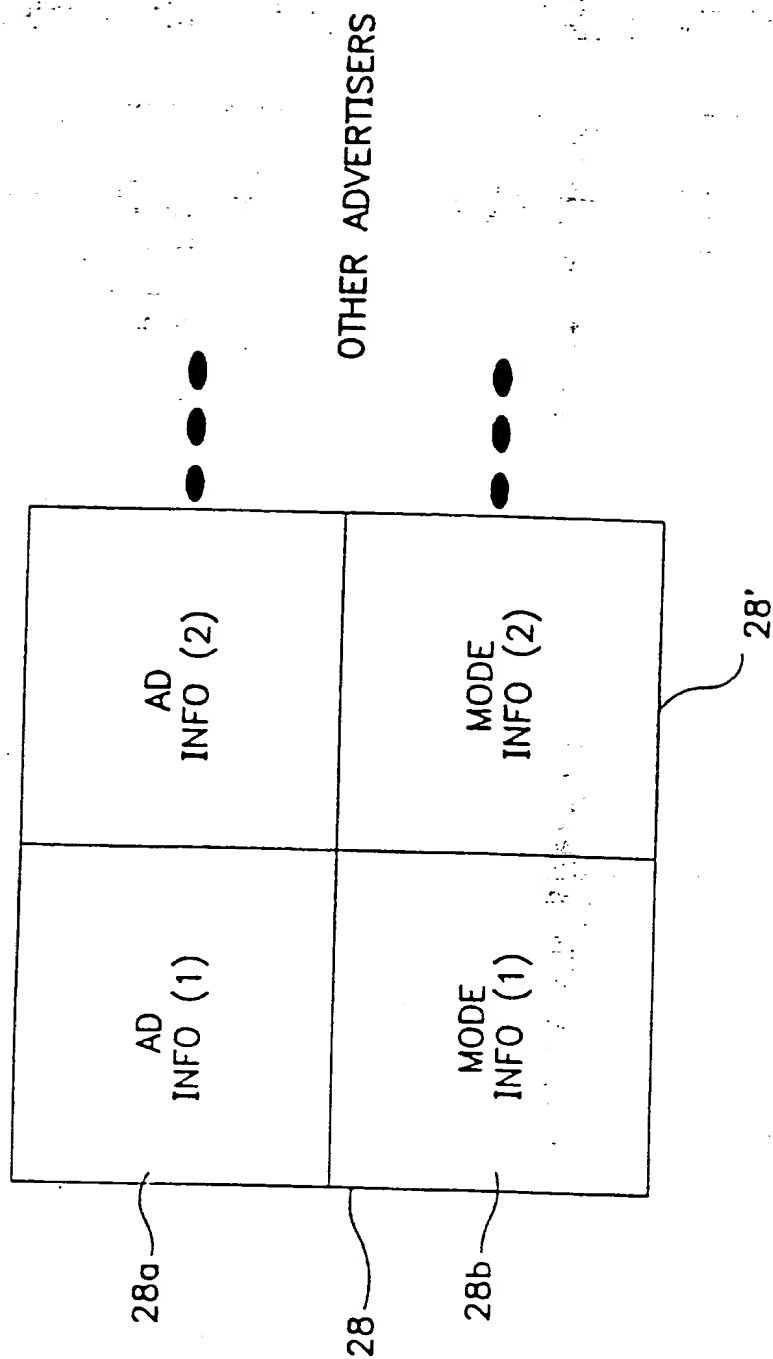 28a
AD
INFO (1)
AD
INFO (2)
OTHER ADVERTISERS
28
28b
MODE
INFO (1)
MODE
INFO (2)
28'